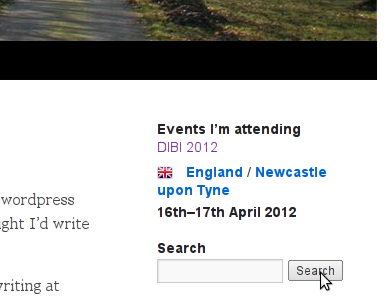 Events I'm attending
DIBI 2012
England / Newcastle
upon Tyne
16th–17th April 2012
wordpress
ght I'd write
Search
Search
writing at